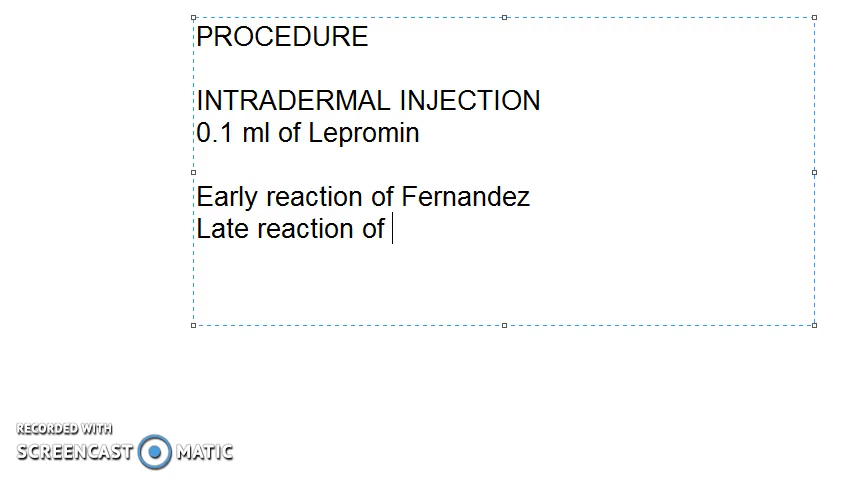 PROCEDURE
INTRADERMAL INJECTION
0.1 ml of Lepromin
Early reaction of Fernandez
Late reaction of
RECORDED WITH
SCREENCAST MATIC